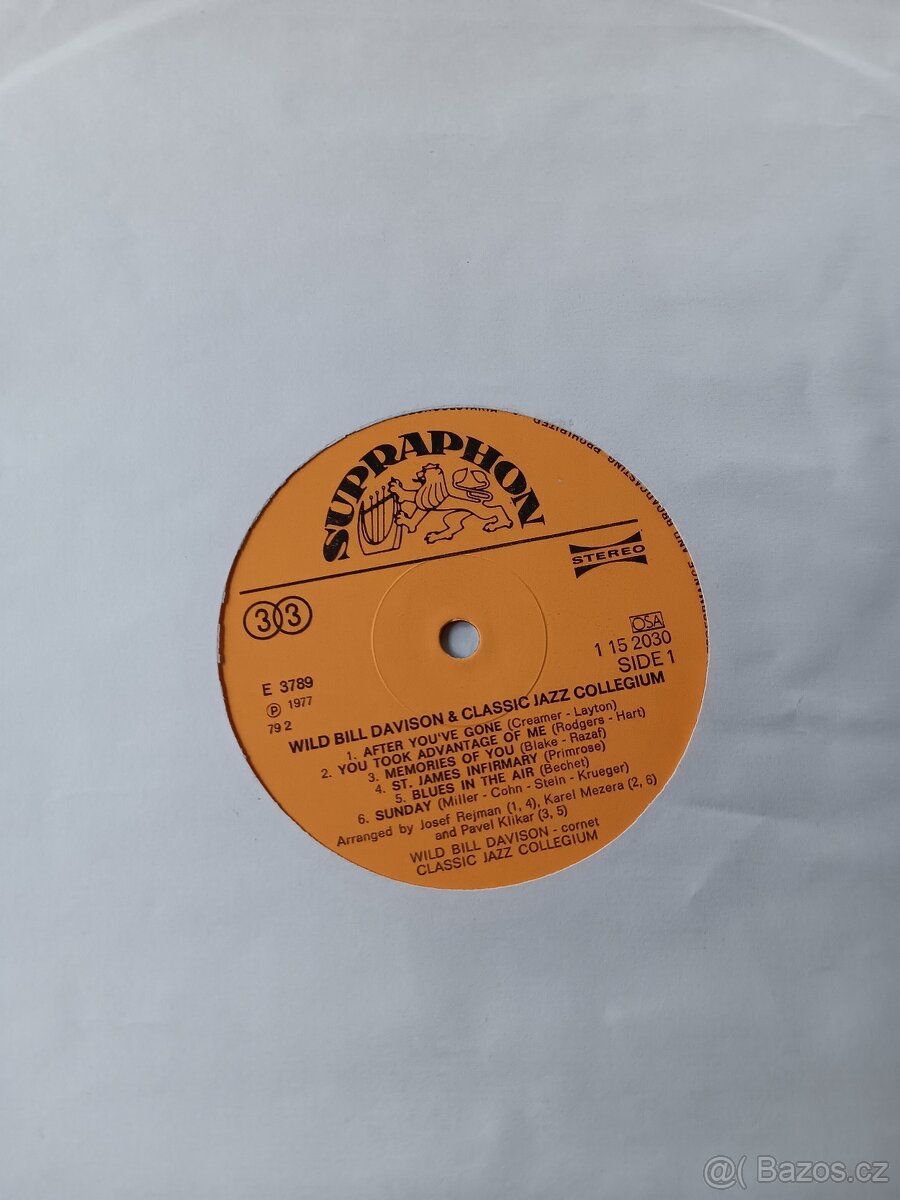 SUPRAPHON
BROADCASTING PROHIBITED
STEREO
33
OSA
1 15 2030
SIDE 1
E 3789
℗ 1977
79 2
WILD BILL DAVISON & CLASSIC JAZZ COLLEGIUM
1. AFTER YOU'VE GONE (Creamer - Layton)
2. YOU TOOK ADVANTAGE OF ME (Rodgers - Hart)
3. MEMORIES OF YOU (Blake - Razaf)
4. ST. JAMES INFIRMARY (Primrose)
5. BLUES IN THE AIR (Bechet)
6. SUNDAY (Miller - Cohn - Stein - Krueger)
Arranged by Josef Rejman (1, 4), Karel Mezera (2, 6)
and Pavel Klikar (3, 5)
WILD BILL DAVISON - cornet
CLASSIC JAZZ COLLEGIUM
@( Bazos.cz